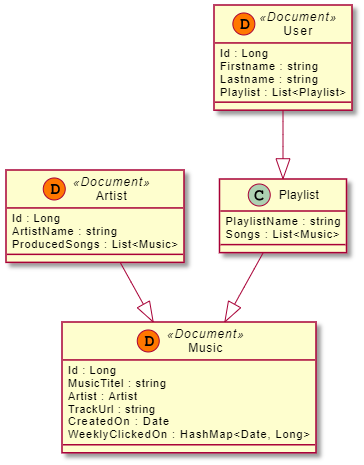 D
«Document»
User
Id : Long
Firstname : string
Lastname : string
Playlist : List<Playlist>
D
«Document»
Artist
Id : Long
ArtistName : string
ProducedSongs : List<Music>
C
Playlist
PlaylistName : string
Songs : List<Music>
D
«Document»
Music
Id : Long
MusicTitel : string
Artist : Artist
TrackUrl : string
CreatedOn : Date
WeeklyClickedOn : HashMap<Date, Long>